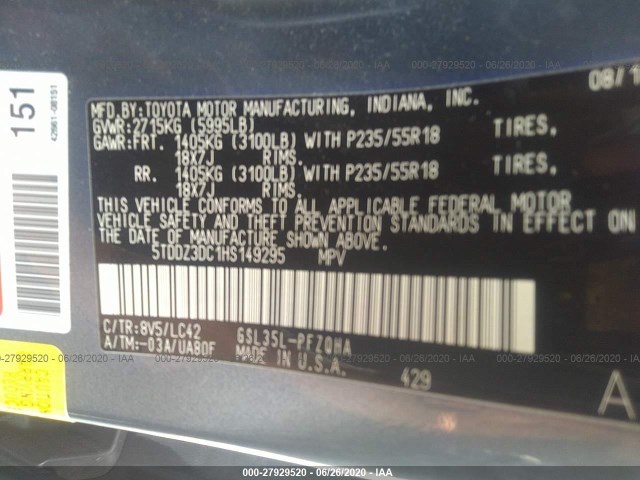 151
42661-08151
08/1
MFD.BY:TOYOTA MOTOR MANUFACTURING, INDIANA, INC.
GVWR:2715KG (5995LB)
GAWR:FRT. 1405KG (3100LB) WITH P235/55R18 TIRES,
18X7J RIMS.
RR. 1405KG (3100LB) WITH P235/55R18 TIRES,
18X7J RIMS.
THIS VEHICLE CONFORMS TO ALL APPLICABLE FEDERAL MOTOR
VEHICLE SAFETY AND THEFT PREVENTION STANDARDS IN EFFECT ON
THE DATE OF MANUFACTURE SHOWN ABOVE.
5TDDZ3DC1HS149295 MPV
C/TR:8V5/LC42 GSL35L-PFZQHA
A/TM:-03A/UA80F MADE IN U.S.A.
429
A
000-27929520 / 06/26/2020 - IAA